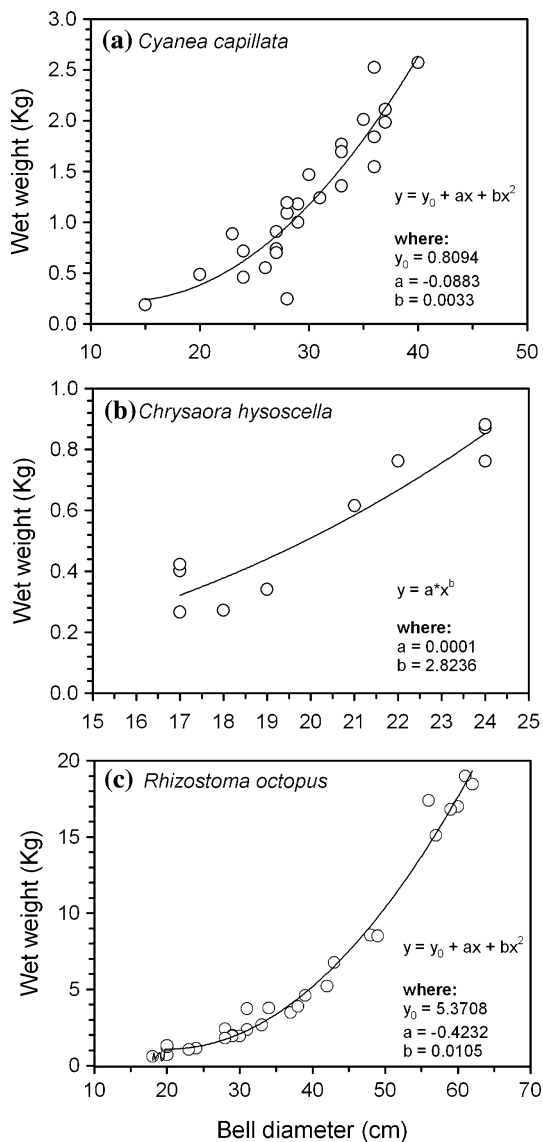 (a) Cyanea capillata
3.0
2.5
2.0
1.5
1.0
0.5
0.0
Wet weight (Kg)
y = y0 + ax + bx2
where:
y0 = 0.8094
a = -0.0883
b = 0.0033
10 20 30 40 50
(b) Chrysaora hysoscella
1.0
0.8
0.6
0.4
0.2
0.0
Wet weight (Kg)
y = a*xb
where:
a = 0.0001
b = 2.8236
15 16 17 18 19 20 21 22 23 24 25
(c) Rhizostoma octopus
20
15
10
5
0
Wet weight (Kg)
y = y0 + ax + bx2
where:
y0 = 5.3708
a = -0.4232
b = 0.0105
10 20 30 40 50 60 70
Bell diameter (cm)